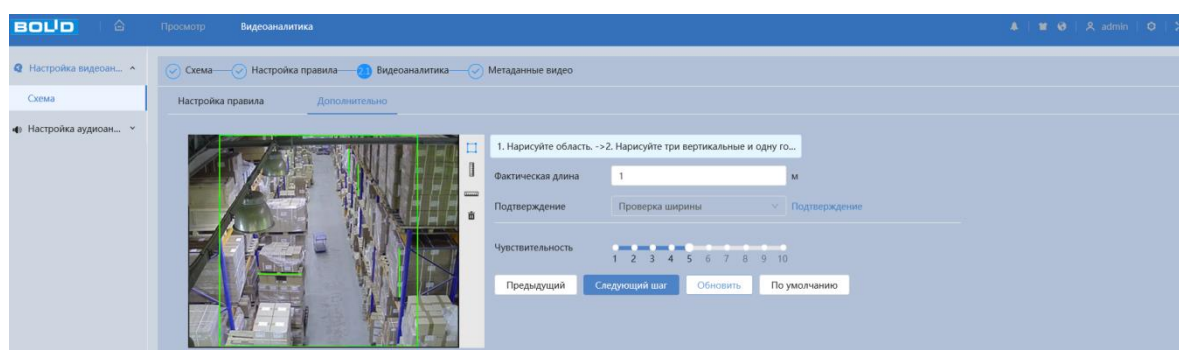 BOLID Просмотр Видеоаналитика admin
Настройка видеоан... Схема Настройка правила 2.1 Видеоаналитика Метаданные видео
Схема Настройка правила Дополнительно
Настройка аудиоан...
1. Нарисуйте область. ->2. Нарисуйте три вертикальные и одну го...
Фактическая длина 1 м
Подтверждение Проверка ширины Подтверждение
Чувствительность
1 2 3 4 5 6 7 8 9 10
Предыдущий Следующий шаг Обновить По умолчанию